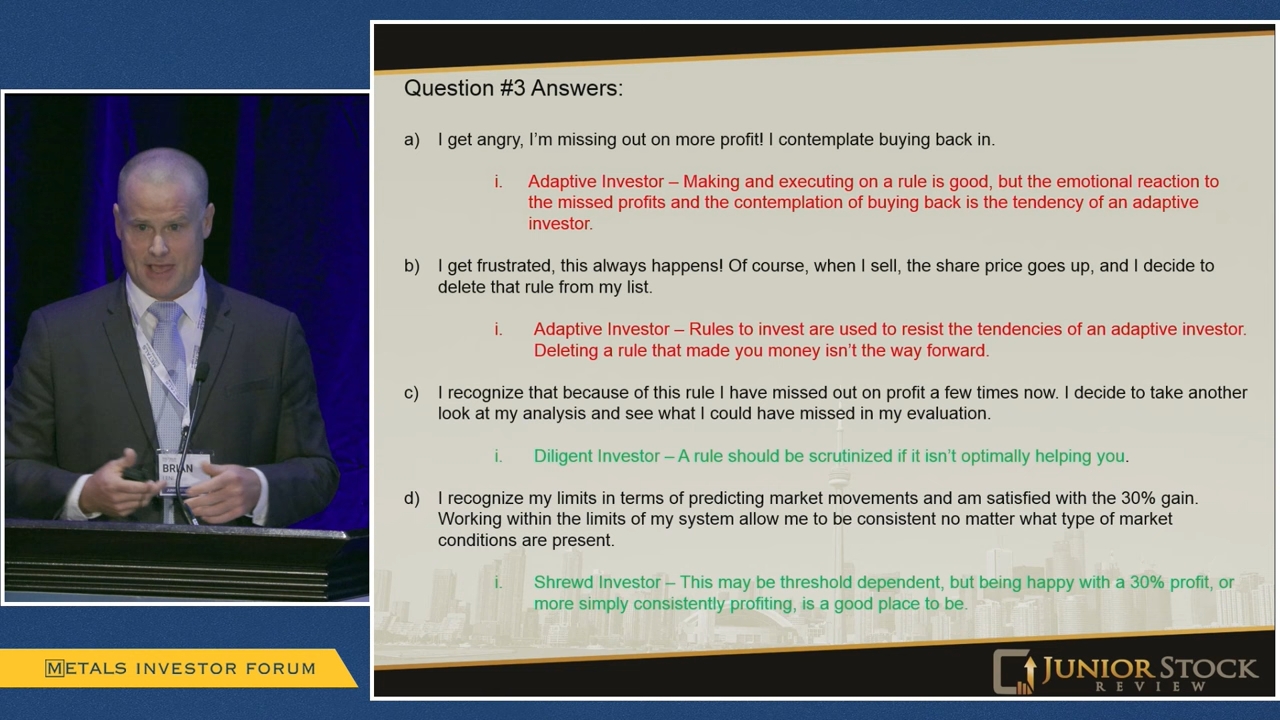 Question #3 Answers:
a) I get angry, I'm missing out on more profit! I contemplate buying back in.
i. Adaptive Investor – Making and executing on a rule is good, but the emotional reaction to
the missed profits and the contemplation of buying back is the tendency of an adaptive
investor.
b) I get frustrated, this always happens! Of course, when I sell, the share price goes up, and I decide to
delete that rule from my list.
i. Adaptive Investor – Rules to invest are used to resist the tendencies of an adaptive investor.
Deleting a rule that made you money isn't the way forward.
c) I recognize that because of this rule I have missed out on profit a few times now. I decide to take another
look at my analysis and see what I could have missed in my evaluation.
i. Diligent Investor – A rule should be scrutinized if it isn't optimally helping you.
d) I recognize my limits in terms of predicting market movements and am satisfied with the 30% gain.
Working within the limits of my system allow me to be consistent no matter what type of market
conditions are present.
i. Shrewd Investor – This may be threshold dependent, but being happy with a 30% profit, or
more simply consistently profiting, is a good place to be.
BRIAN
METALS INVESTOR FORUM
JUNIOR STOCK
REVIEW